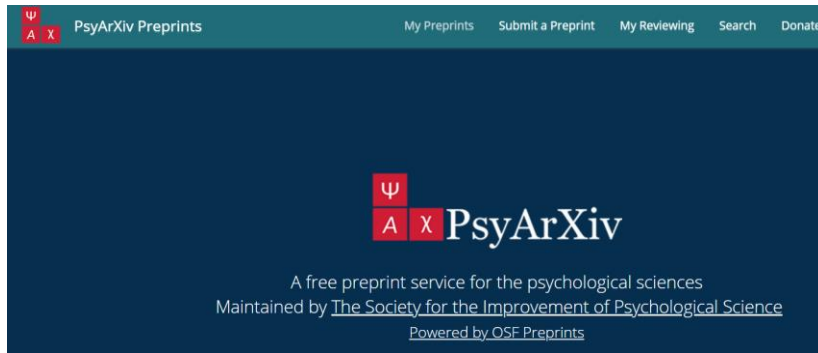 Ψ
A X PsyArXiv Preprints My Preprints Submit a Preprint My Reviewing Search Donate
Ψ
A X PsyArXiv
A free preprint service for the psychological sciences
Maintained by The Society for the Improvement of Psychological Science
Powered by OSF Preprints